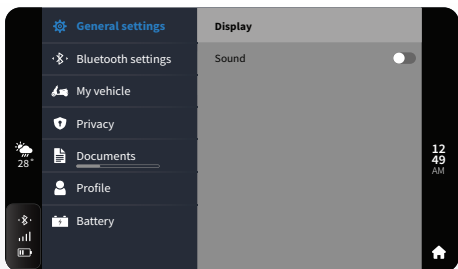 General settings
Bluetooth settings
My vehicle
Privacy
Documents
Profile
Battery
Display
Sound
28°
12
49
AM